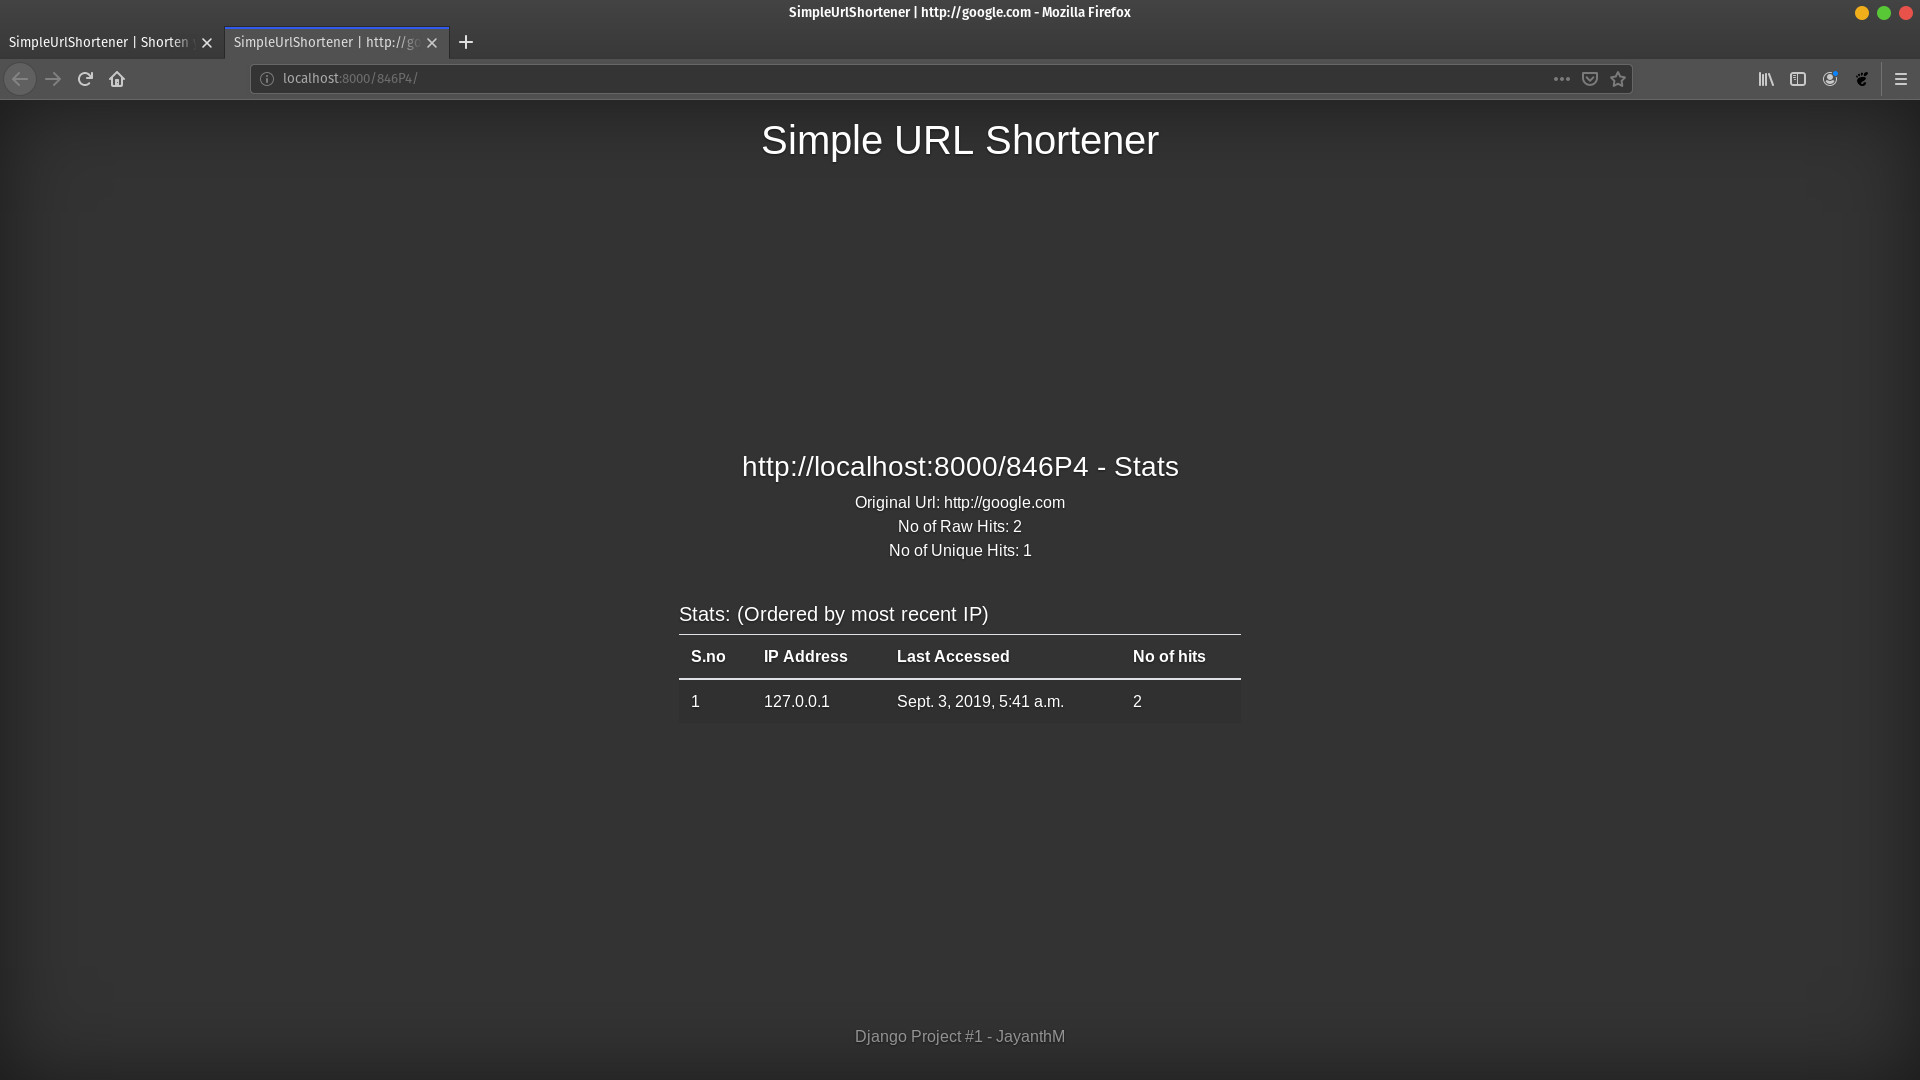 SimpleUrlShortener | http://google.com - Mozilla Firefox
SimpleUrlShortener | Shorten
SimpleUrlShortener | http://go
localhost:8000/846P4/
Simple URL Shortener
http://localhost:8000/846P4 - Stats
Original Url: http://google.com
No of Raw Hits: 2
No of Unique Hits: 1
Stats: (Ordered by most recent IP)
S.no IP Address Last Accessed No of hits
1 127.0.0.1 Sept. 3, 2019, 5:41 a.m. 2
Django Project #1 - JayanthM